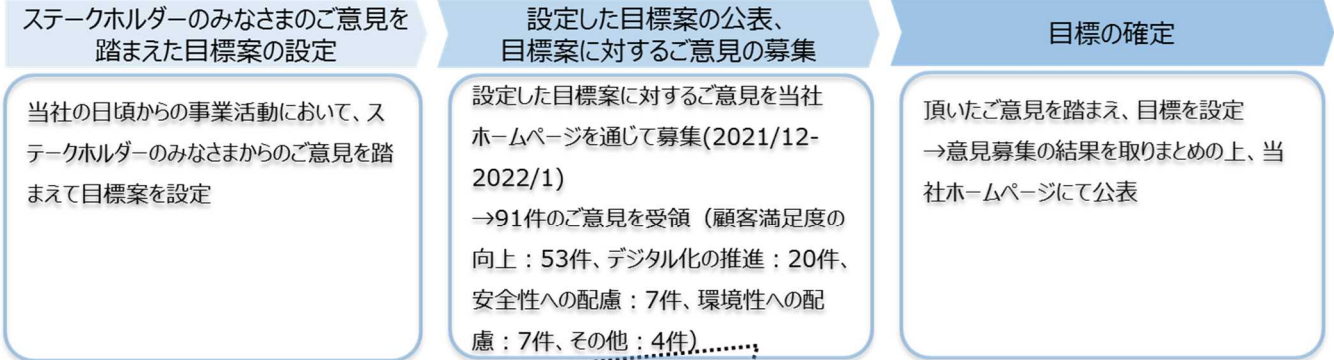 ステークホルダーのみなさまのご意見を
踏まえた目標案の設定
設定した目標案の公表、
目標案に対するご意見の募集
目標の確定
当社の日頃からの事業活動において、ス
テークホルダーのみなさまからのご意見を踏
まえて目標案を設定
設定した目標案に対するご意見を当社
ホームページを通じて募集(2021/12-
2022/1)
→91件のご意見を受領（顧客満足度の
向上：53件、デジタル化の推進：20件、
安全性への配慮：7件、環境性への配
慮：7件、その他：4件）
頂いたご意見を踏まえ、目標を設定
→意見募集の結果を取りまとめの上、当
社ホームページにて公表